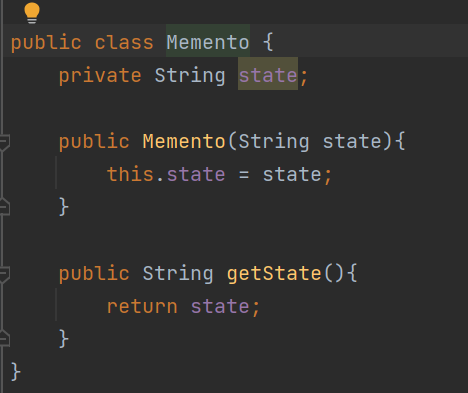 public class Memento {
    private String state;
    public Memento(String state){
        this.state = state;
    }
    public String getState(){
        return state;
    }
}